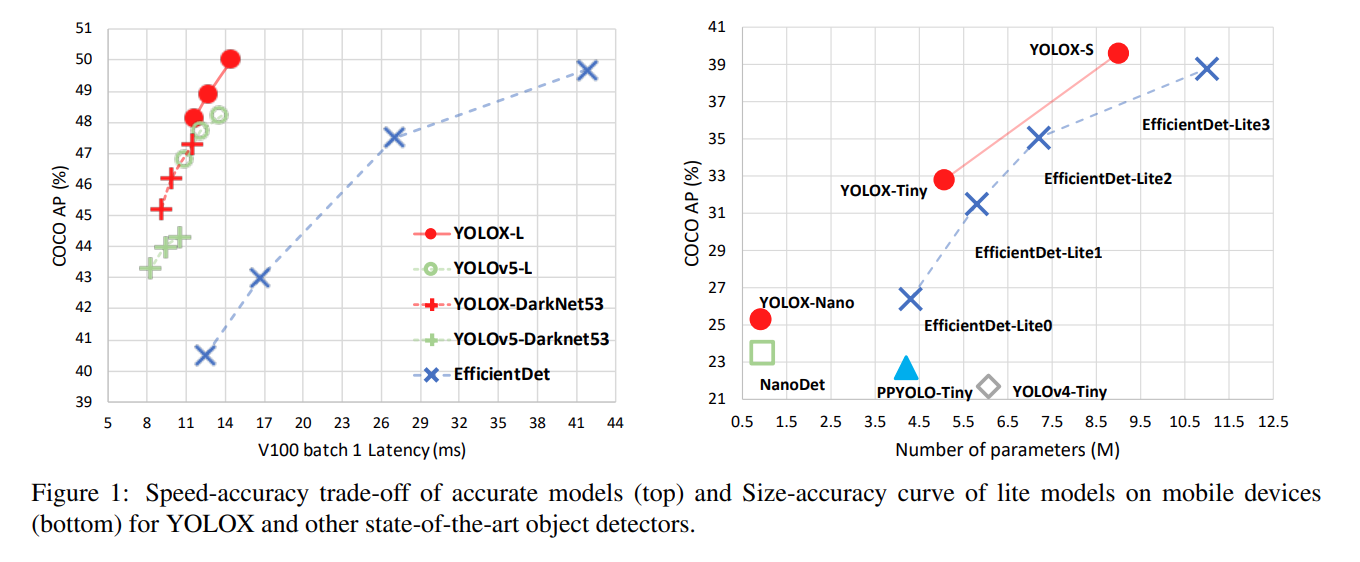 51
50
49
48
47
46
45
44
43
42
41
40
39
COCO AP (%)
5 8 11 14 17 20 23 26 29 32 35 38 41 44
V100 batch 1 Latency (ms)
YOLOX-L
YOLOv5-L
YOLOX-DarkNet53
YOLOv5-Darknet53
EfficientDet
41
39
37
35
33
31
29
27
25
23
21
COCO AP (%)
0.5 1.5 2.5 3.5 4.5 5.5 6.5 7.5 8.5 9.5 10.5 11.5 12.5
Number of parameters (M)
YOLOX-S
EfficientDet-Lite3
EfficientDet-Lite2
YOLOX-Tiny
EfficientDet-Lite1
YOLOX-Nano
EfficientDet-Lite0
NanoDet
PPYOLO-Tiny
YOLOv4-Tiny
Figure 1: Speed-accuracy trade-off of accurate models (top) and Size-accuracy curve of lite models on mobile devices
(bottom) for YOLOX and other state-of-the-art object detectors.